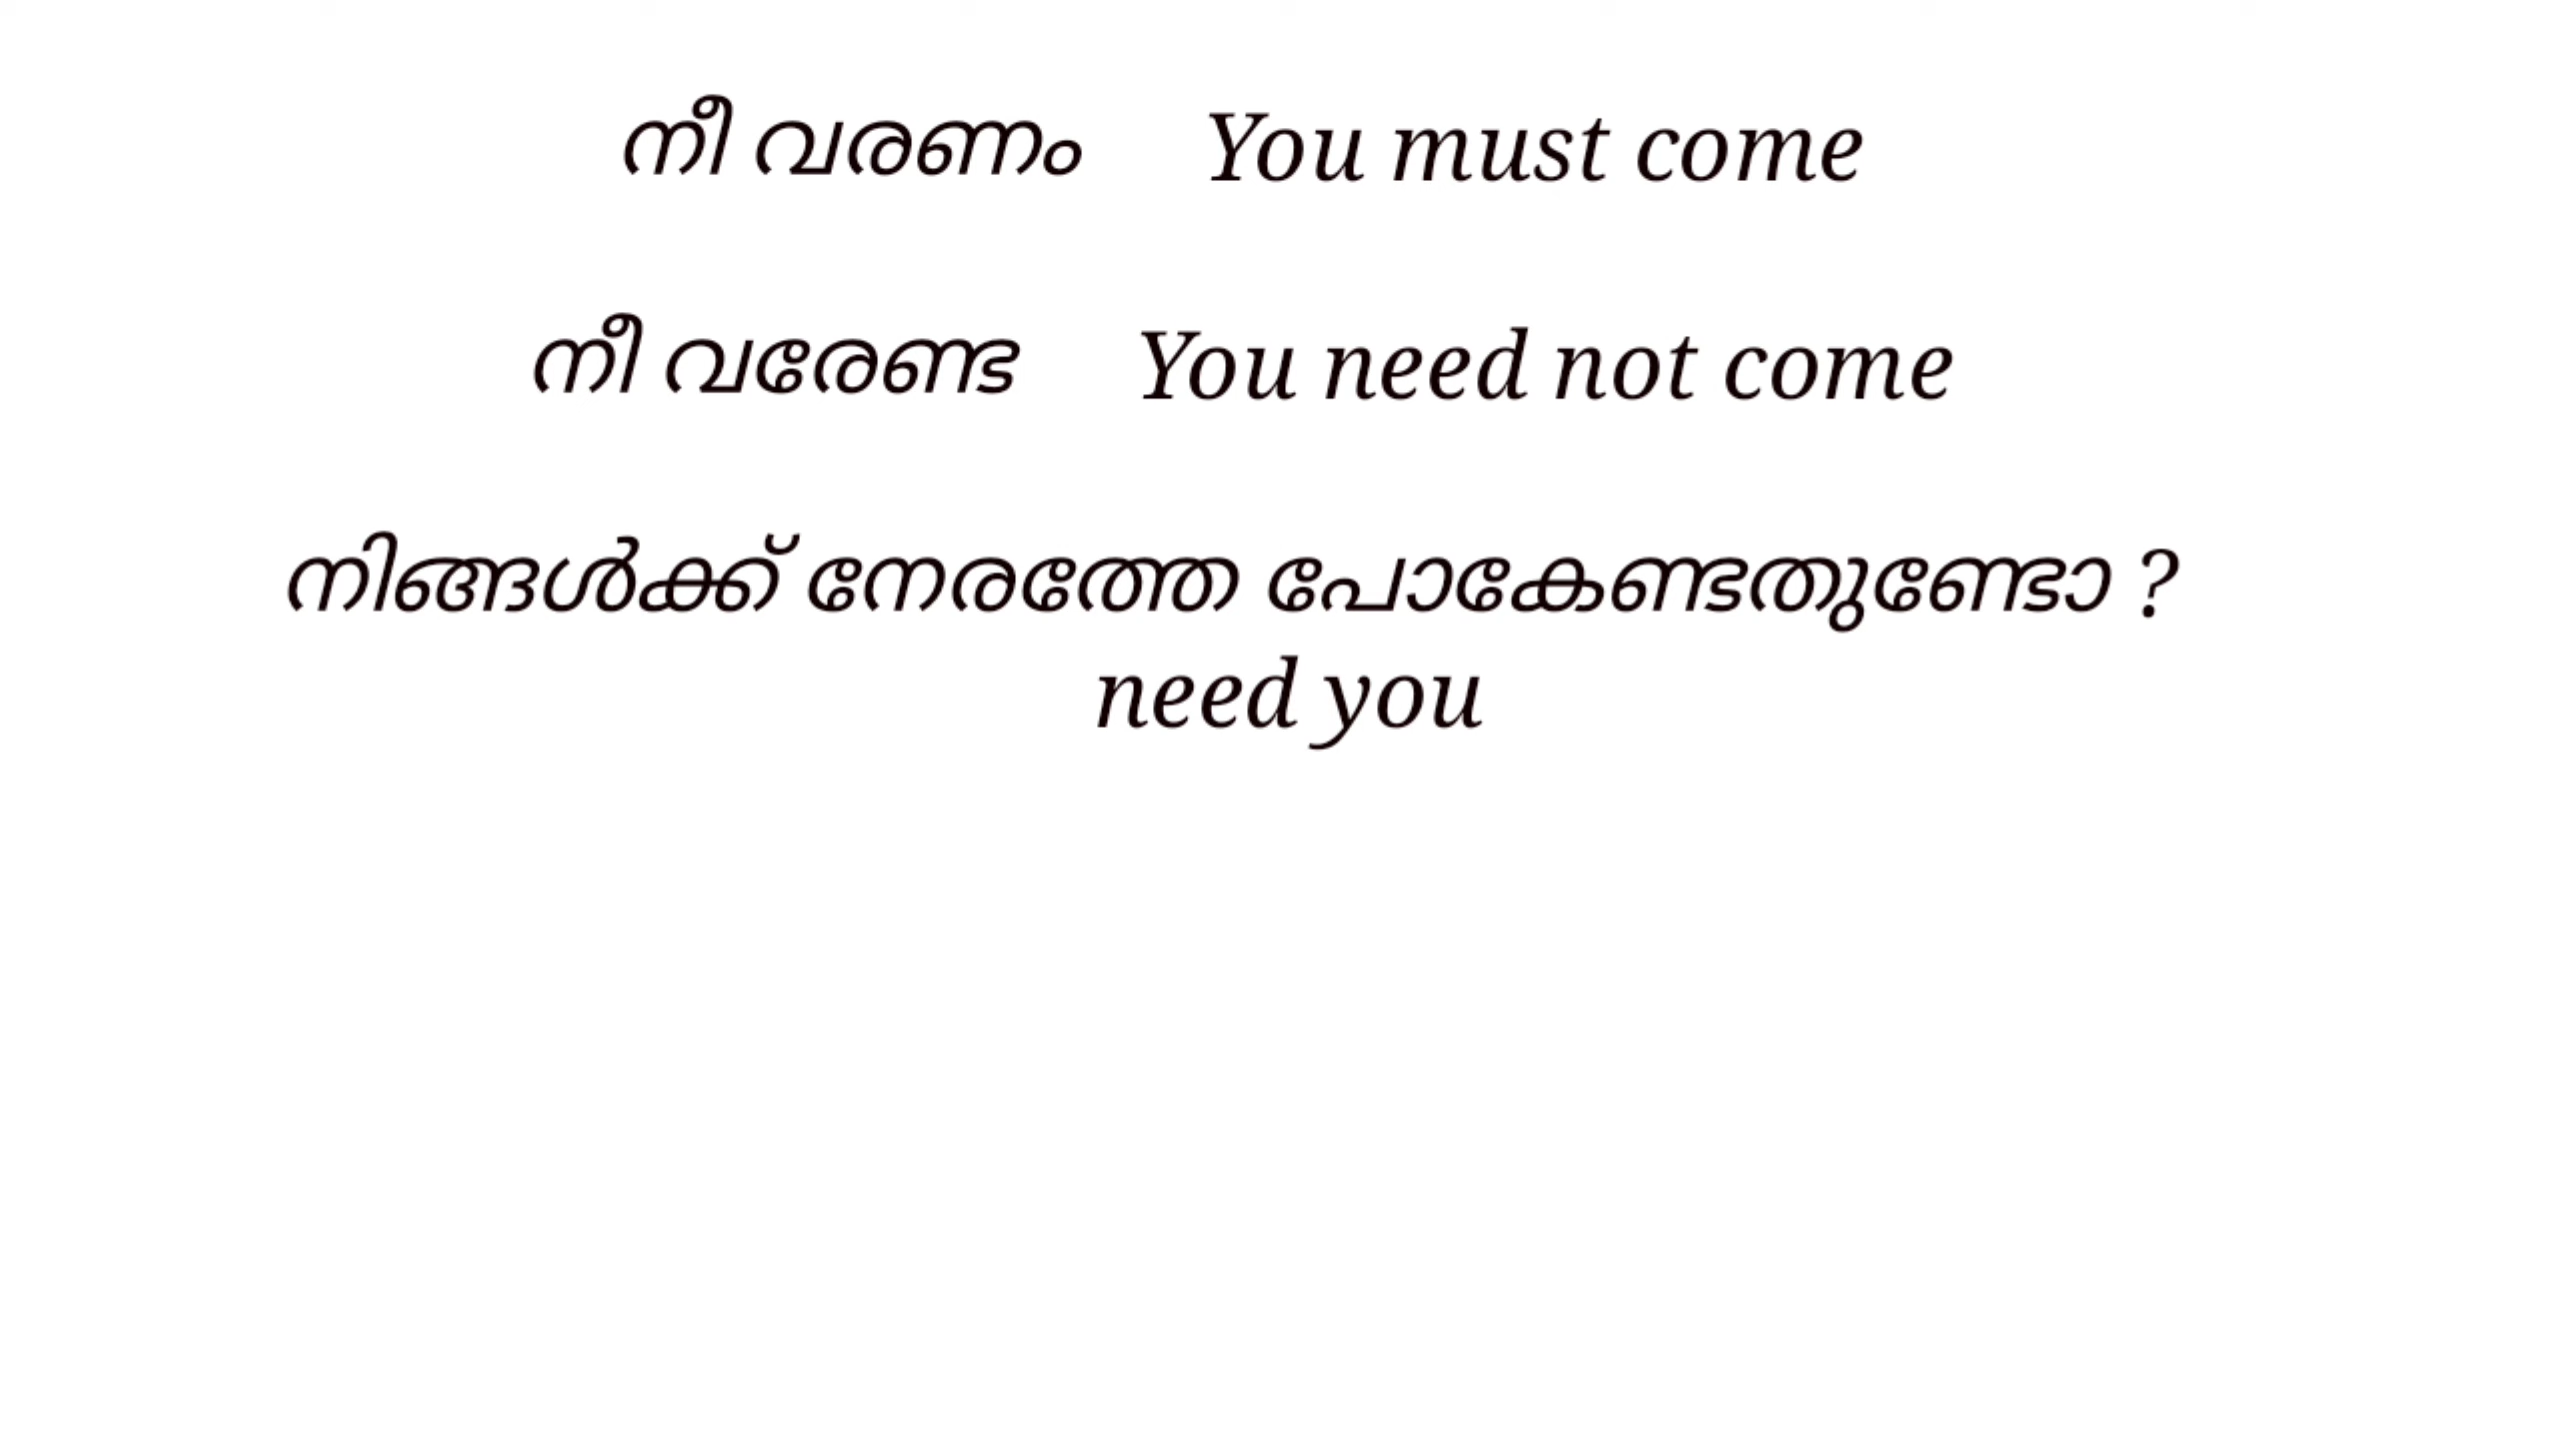 നീ വരണം You must come
നീ വരേണ്ട You need not come
നിങ്ങൾക്ക് നേരത്തേ പോകേണ്ടതുണ്ടോ ?
need you